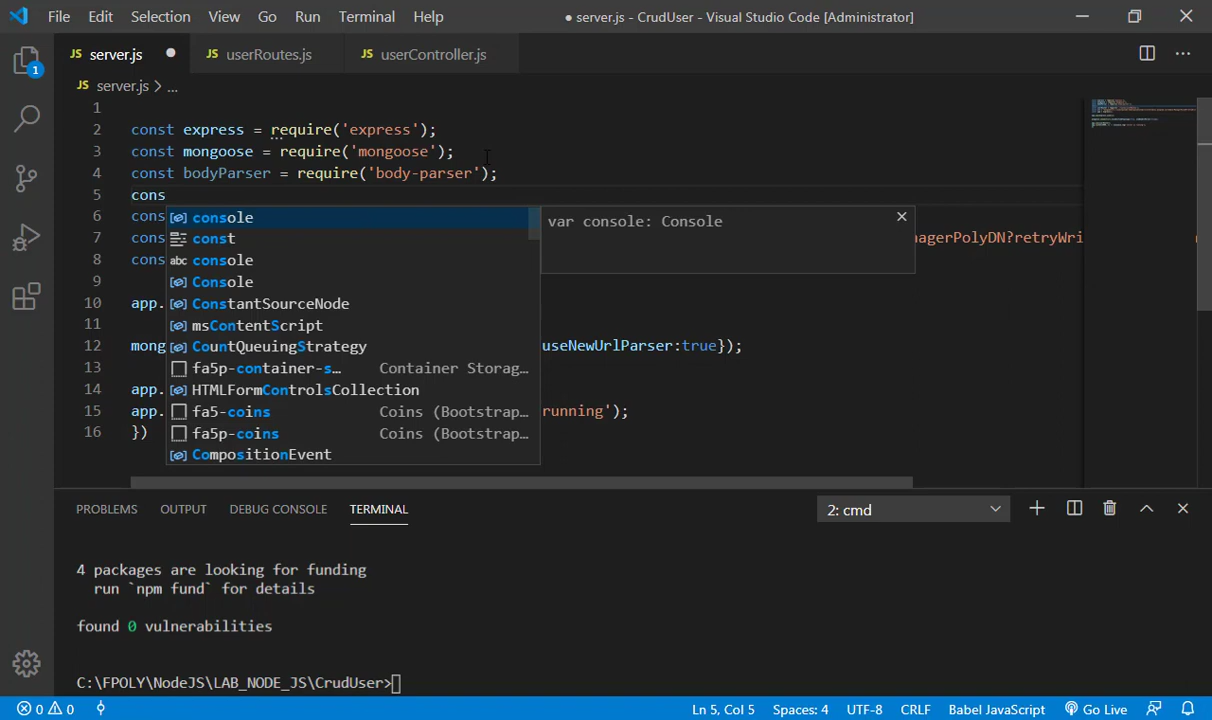 File Edit Selection View Go Run Terminal Help ● server.js - CrudUser - Visual Studio Code [Administrator]
JS server.js ● JS userRoutes.js JS userController.js
JS server.js > ...
1
2 const express = require('express');
3 const mongoose = require('mongoose');
4 const bodyParser = require('body-parser');
5 cons
6 cons
7 cons nagerPolyDN?retryWri
8 cons
9
10 app.
11
12 mong useNewUrlParser:true});
13
14 app.
15 app. running');
16 })
console
const
abc console
Console
ConstantSourceNode
msContentScript
CountQueuingStrategy
fa5p-container-s… Container Storag…
HTMLFormControlsCollection
fa5-coins Coins (Bootstrap…
fa5p-coins Coins (Bootstrap…
CompositionEvent
var console: Console
1
PROBLEMS OUTPUT DEBUG CONSOLE TERMINAL 2: cmd
4 packages are looking for funding
run `npm fund` for details
found 0 vulnerabilities
C:\FPOLY\NodeJS\LAB_NODE_JS\CrudUser>
0 0 Ln 5, Col 5 Spaces: 4 UTF-8 CRLF Babel JavaScript Go Live